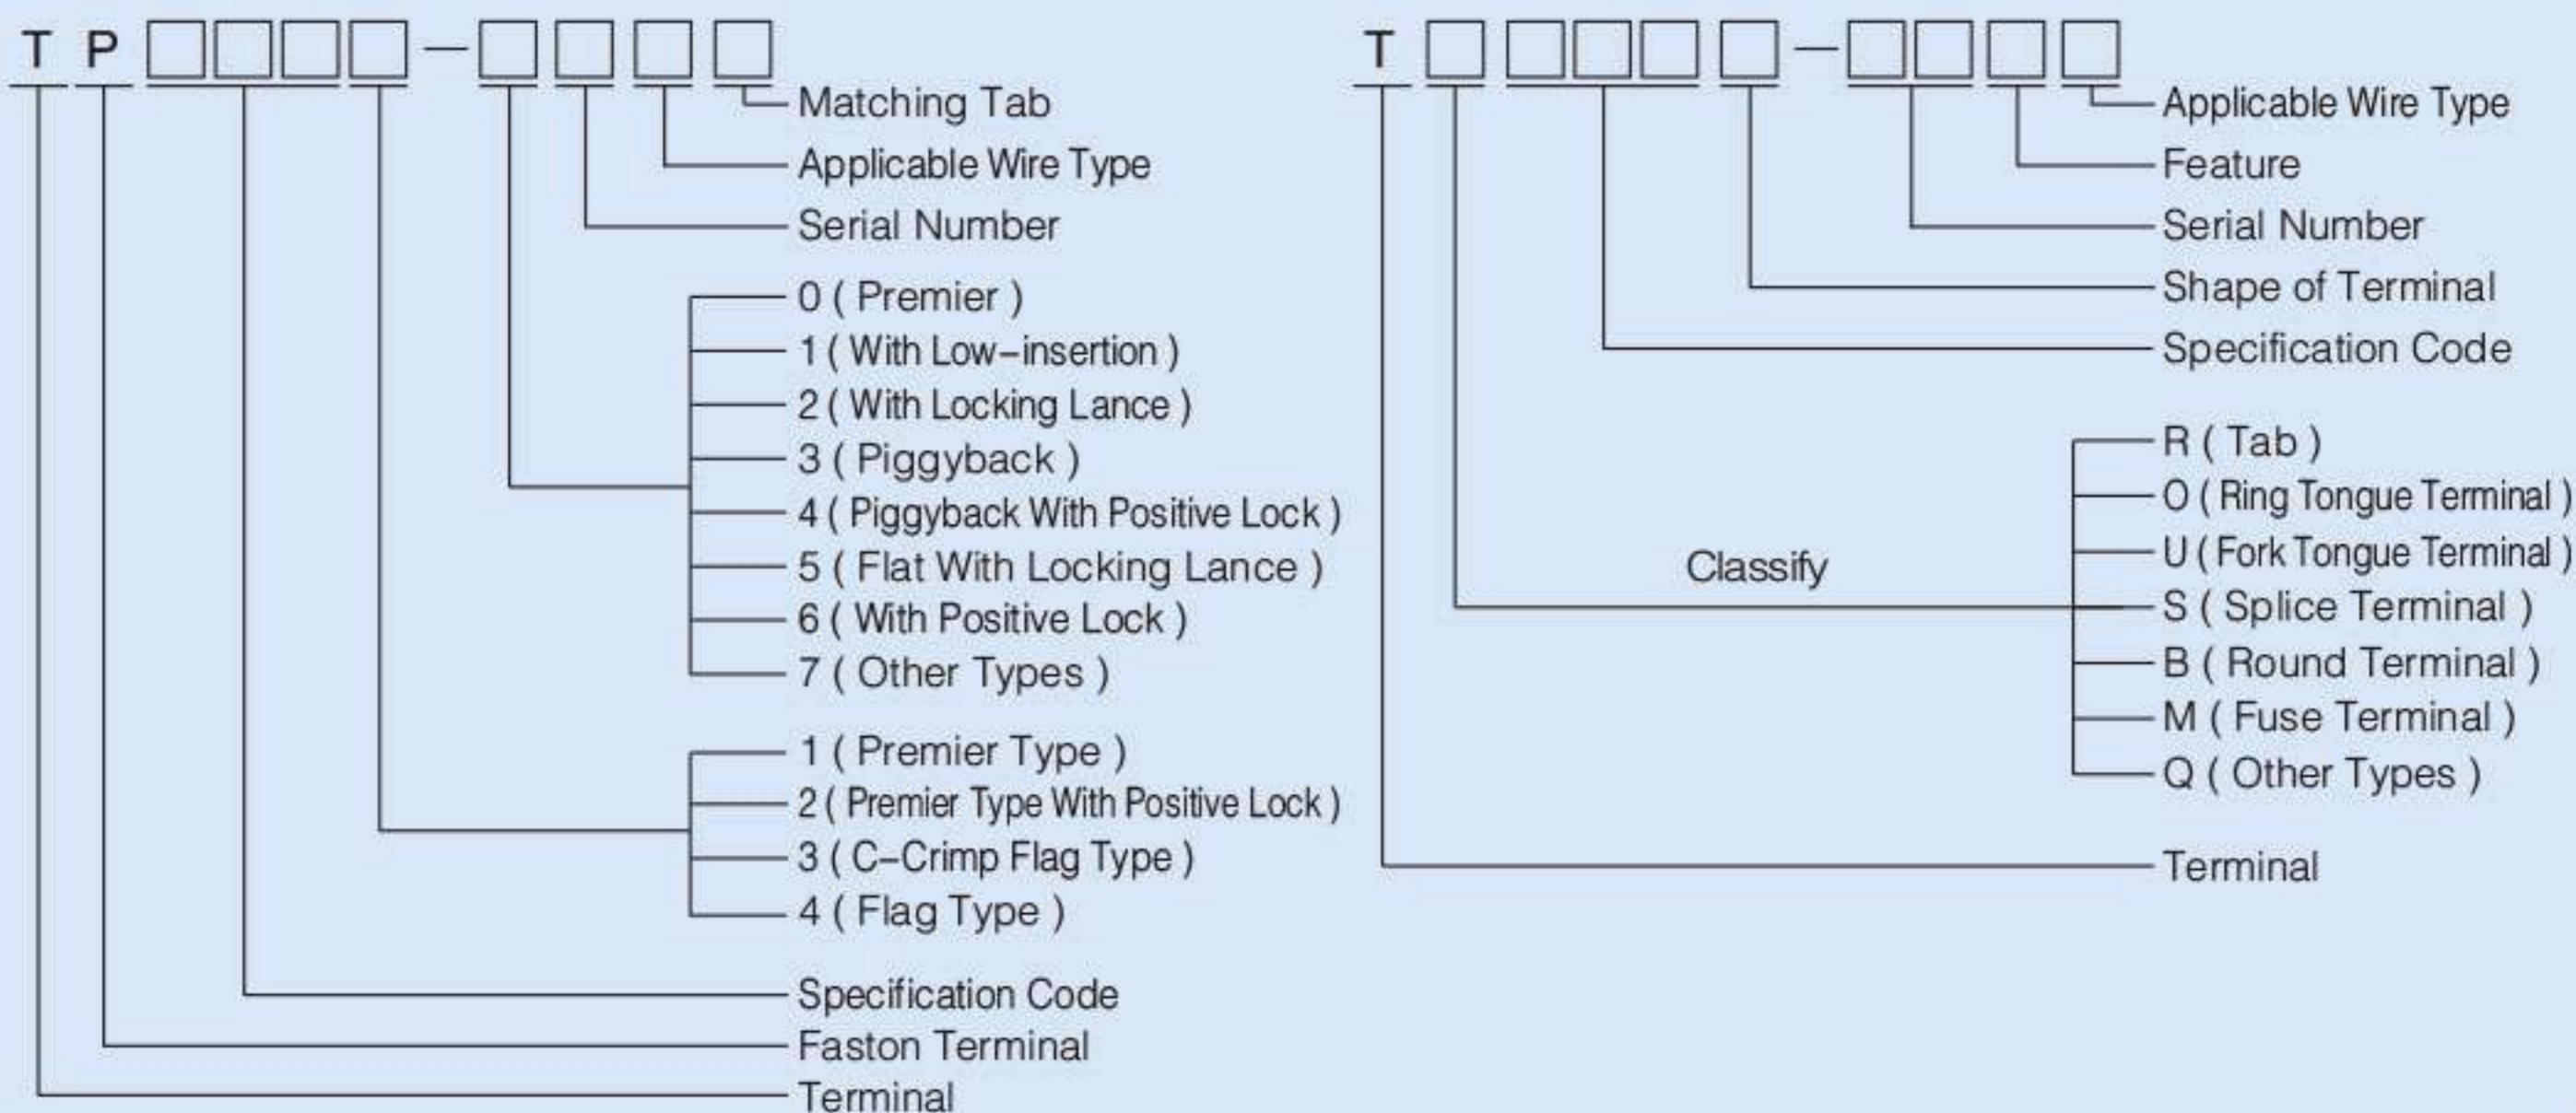 T P □□□□ — □□□□
Matching Tab
Applicable Wire Type
Serial Number
0 ( Premier )
1 ( With Low-insertion )
2 ( With Locking Lance )
3 ( Piggyback )
4 ( Piggyback With Positive Lock )
5 ( Flat With Locking Lance )
6 ( With Positive Lock )
7 ( Other Types )
1 ( Premier Type )
2 ( Premier Type With Positive Lock )
3 ( C-Crimp Flag Type )
4 ( Flag Type )
Specification Code
Faston Terminal
Terminal
T □□□□□ — □□□□
Applicable Wire Type
Feature
Serial Number
Shape of Terminal
Specification Code
Classify
R ( Tab )
O ( Ring Tongue Terminal )
U ( Fork Tongue Terminal )
S ( Splice Terminal )
B ( Round Terminal )
M ( Fuse Terminal )
Q ( Other Types )
Terminal